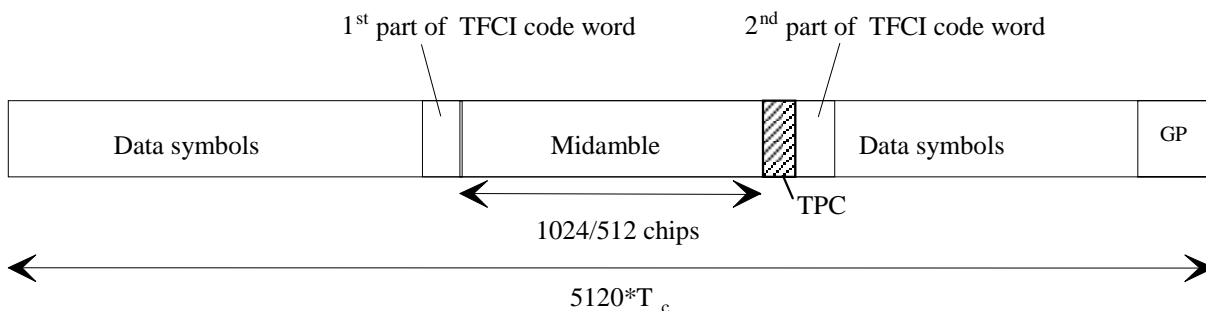 1st part of TFCI code word
2nd part of TFCI code word
Data symbols
Midamble
Data symbols
GP
TPC
1024/512 chips
5120*T c